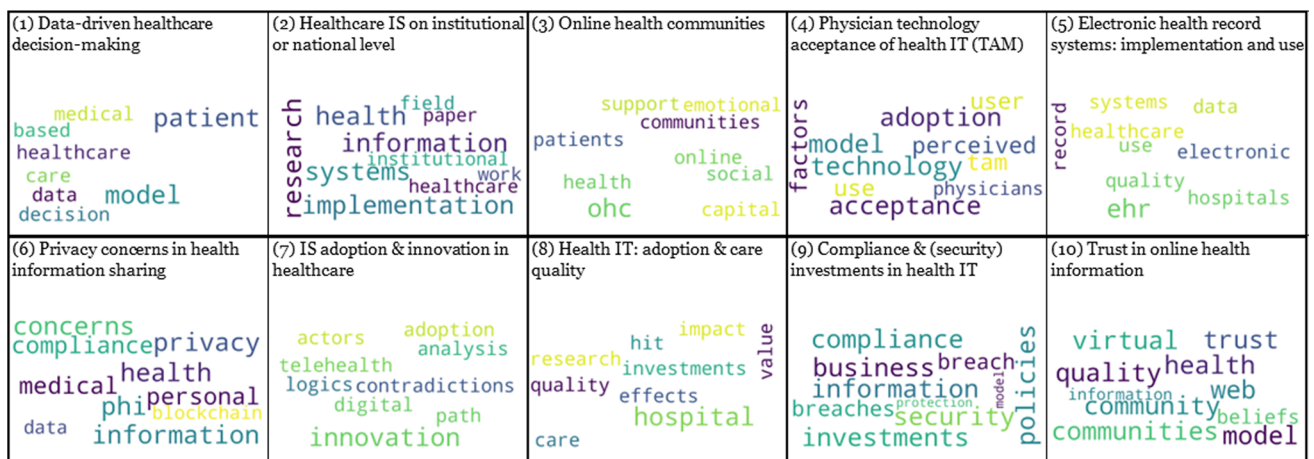 (1) Data-driven healthcare
decision-making
medical
patient
based
healthcare
care
data
model
decision
(2) Healthcare IS on institutional
or national level
research
field
health
paper
information
institutional
systems
work
healthcare
implementation
(3) Online health communities
support emotional
communities
patients
online
social
health
ohc
capital
(4) Physician technology
acceptance of health IT (TAM)
factors
user
adoption
model
perceived
technology
tam
use
physicians
acceptance
(5) Electronic health record
systems: implementation and use
record
systems
data
healthcare
use
electronic
quality
hospitals
ehr
(6) Privacy concerns in health
information sharing
concerns
compliance
privacy
health
medical
personal
phi
blockchain
data
information
(7) IS adoption & innovation in
healthcare
actors
adoption
analysis
telehealth
logics
contradictions
digital
path
innovation
(8) Health IT: adoption & care
quality
impact
value
hit
research
investments
quality
effects
hospital
care
(9) Compliance & (security)
investments in health IT
compliance
policies
business
breach
information
model
breaches
protection
security
investments
(10) Trust in online health
information
virtual
trust
quality
health
information
web
community
beliefs
communities
model